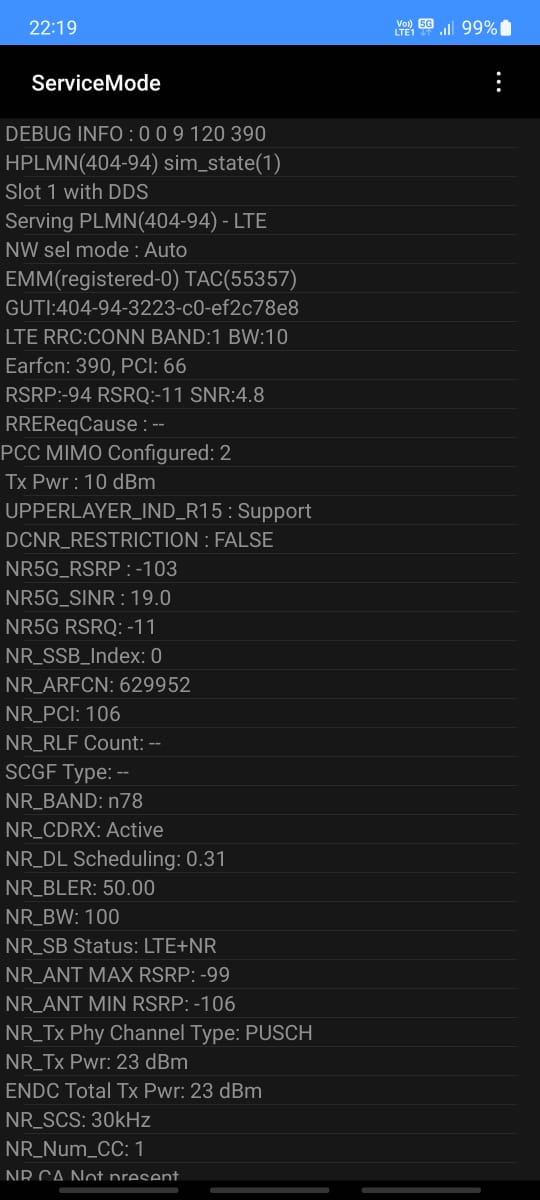 22:19
Vo) LTE1 5G 99%
ServiceMode
DEBUG INFO : 0 0 9 120 390
HPLMN(404-94) sim_state(1)
Slot 1 with DDS
Serving PLMN(404-94) - LTE
NW sel mode : Auto
EMM(registered-0) TAC(55357)
GUTI:404-94-3223-c0-ef2c78e8
LTE RRC:CONN BAND:1 BW:10
Earfcn: 390, PCI: 66
RSRP:-94 RSRQ:-11 SNR:4.8
RREReqCause : --
PCC MIMO Configured: 2
Tx Pwr : 10 dBm
UPPERLAYER_IND_R15 : Support
DCNR_RESTRICTION : FALSE
NR5G_RSRP : -103
NR5G_SINR : 19.0
NR5G RSRQ: -11
NR_SSB_Index: 0
NR_ARFCN: 629952
NR_PCI: 106
NR_RLF Count: --
SCGF Type: --
NR_BAND: n78
NR_CDRX: Active
NR_DL Scheduling: 0.31
NR_BLER: 50.00
NR_BW: 100
NR_SB Status: LTE+NR
NR_ANT MAX RSRP: -99
NR_ANT MIN RSRP: -106
NR_Tx Phy Channel Type: PUSCH
NR_Tx Pwr: 23 dBm
ENDC Total Tx Pwr: 23 dBm
NR_SCS: 30kHz
NR_Num_CC: 1
NR CA Not present